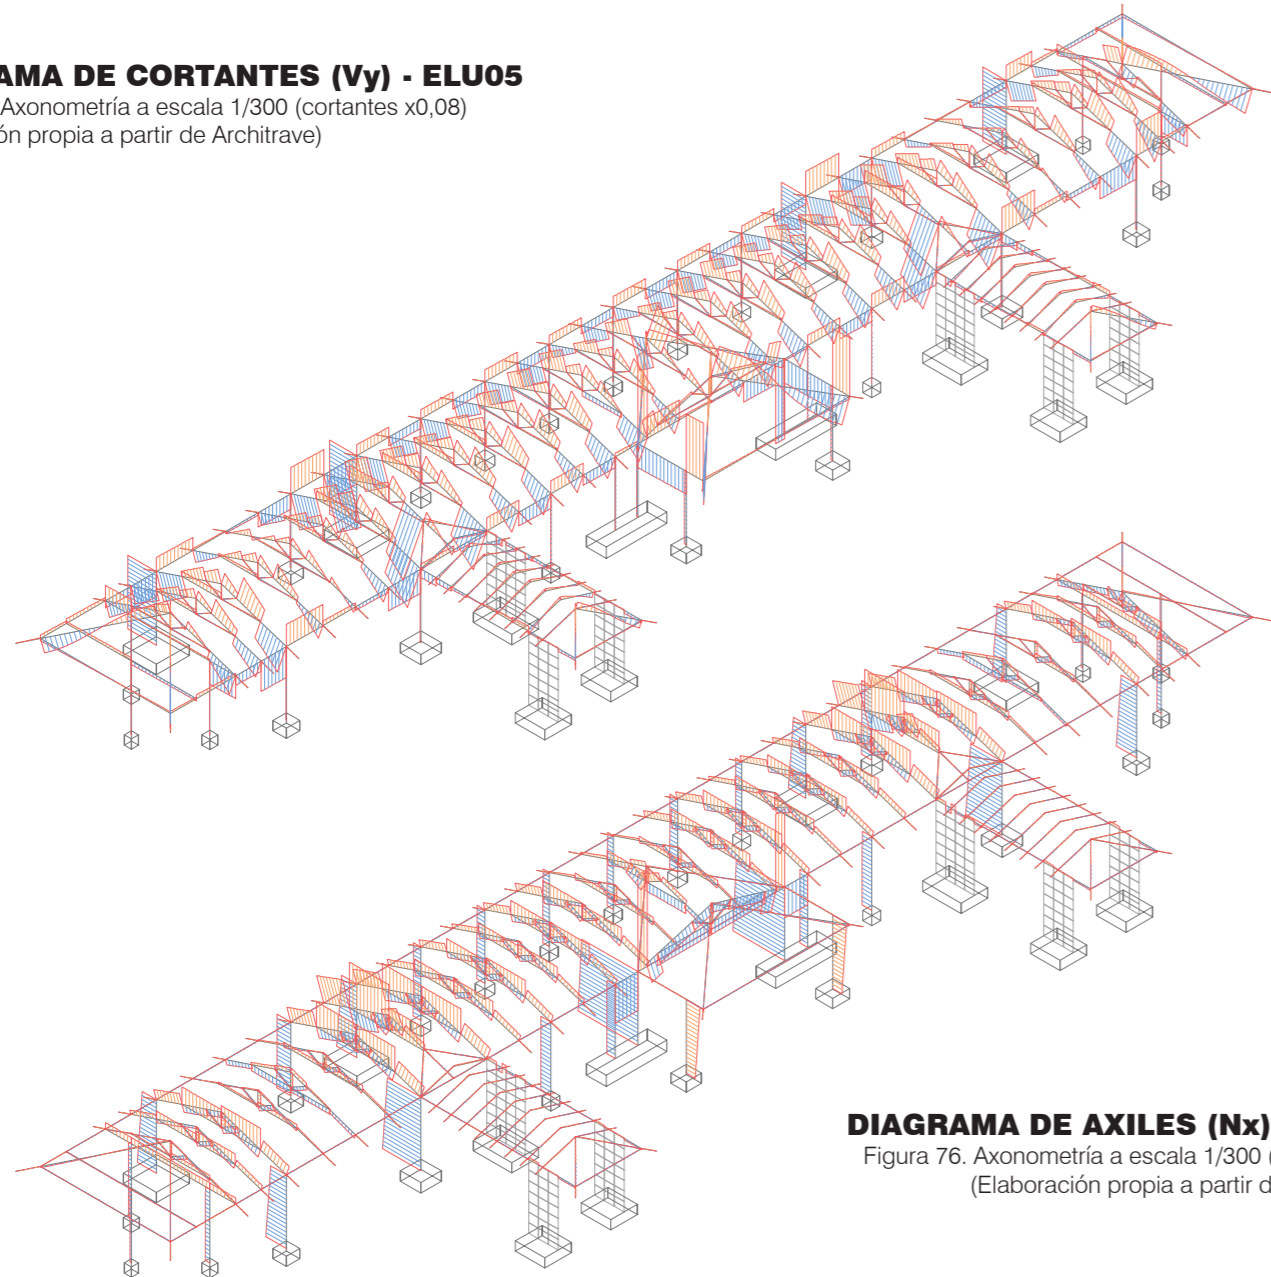 AMA DE CORTANTES (Vy) - ELU05
Axonometría a escala 1/300 (cortantes x0,08)
ón propia a partir de Architrave)
DIAGRAMA DE AXILES (Nx)
Figura 76. Axonometría a escala 1/300 (
(Elaboración propia a partir d